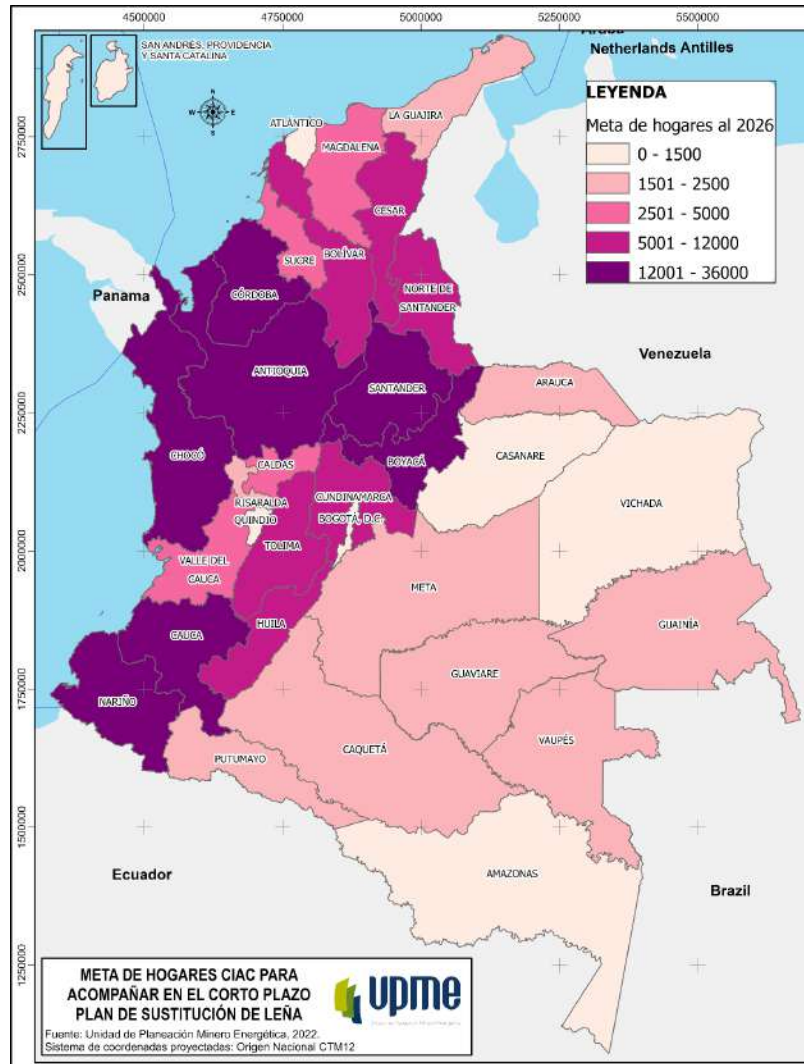 4500000 4750000 5000000 5250000 5500000
SAN ANDRÉS, PROVIDENCIA
Y SANTA CATALINA
Aruba
Netherlands Antilles
N
W E
S
LEYENDA
Meta de hogares al 2026
0 - 1500
1501 - 2500
2501 - 5000
5001 - 12000
12001 - 36000
2750000
2500000
2250000
2000000
1750000
1500000
1250000
ATLÁNTICO
LA GUAJIRA
MAGDALENA
CESAR
BOLÍVAR
SUCRE
Panama
CÓRDOBA
NORTE DE
SANTANDER
Venezuela
ANTIOQUIA
SANTANDER
ARAUCA
CHOCÓ
BOYACÁ
CASANARE
CALDAS
VICHADA
RISARALDA
CUNDINAMARCA
QUINDIO
BOGOTÁ, D.C.
TOLIMA
VALLE DEL
CAUCA
META
HUILA
CAUCA
GUAINÍA
GUAVIARE
NARIÑO
VAUPÉS
CAQUETÁ
PUTUMAYO
Ecuador
AMAZONAS
Brazil
META DE HOGARES CIAC PARA
ACOMPAÑAR EN EL CORTO PLAZO
PLAN DE SUSTITUCIÓN DE LEÑA
upme
Fuente: Unidad de Planeación Minero Energética, 2022.
Sistema de coordenadas proyectadas: Origen Nacional CTM12